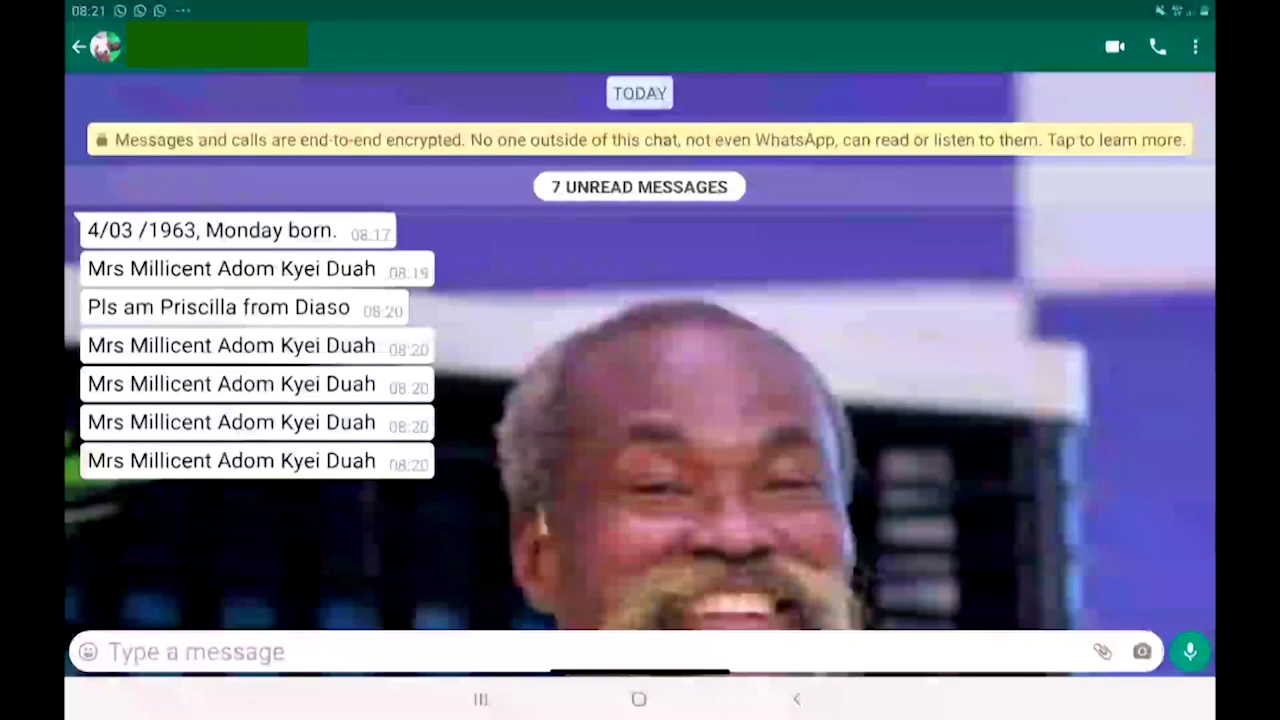 08:21
TODAY
Messages and calls are end-to-end encrypted. No one outside of this chat, not even WhatsApp, can read or listen to them. Tap to learn more.
7 UNREAD MESSAGES
4/03 /1963, Monday born. 08:17
Mrs Millicent Adom Kyei Duah 08:19
Pls am Priscilla from Diaso 08:20
Mrs Millicent Adom Kyei Duah 08:20
Mrs Millicent Adom Kyei Duah 08:20
Mrs Millicent Adom Kyei Duah 08:20
Mrs Millicent Adom Kyei Duah 08:20
Type a message